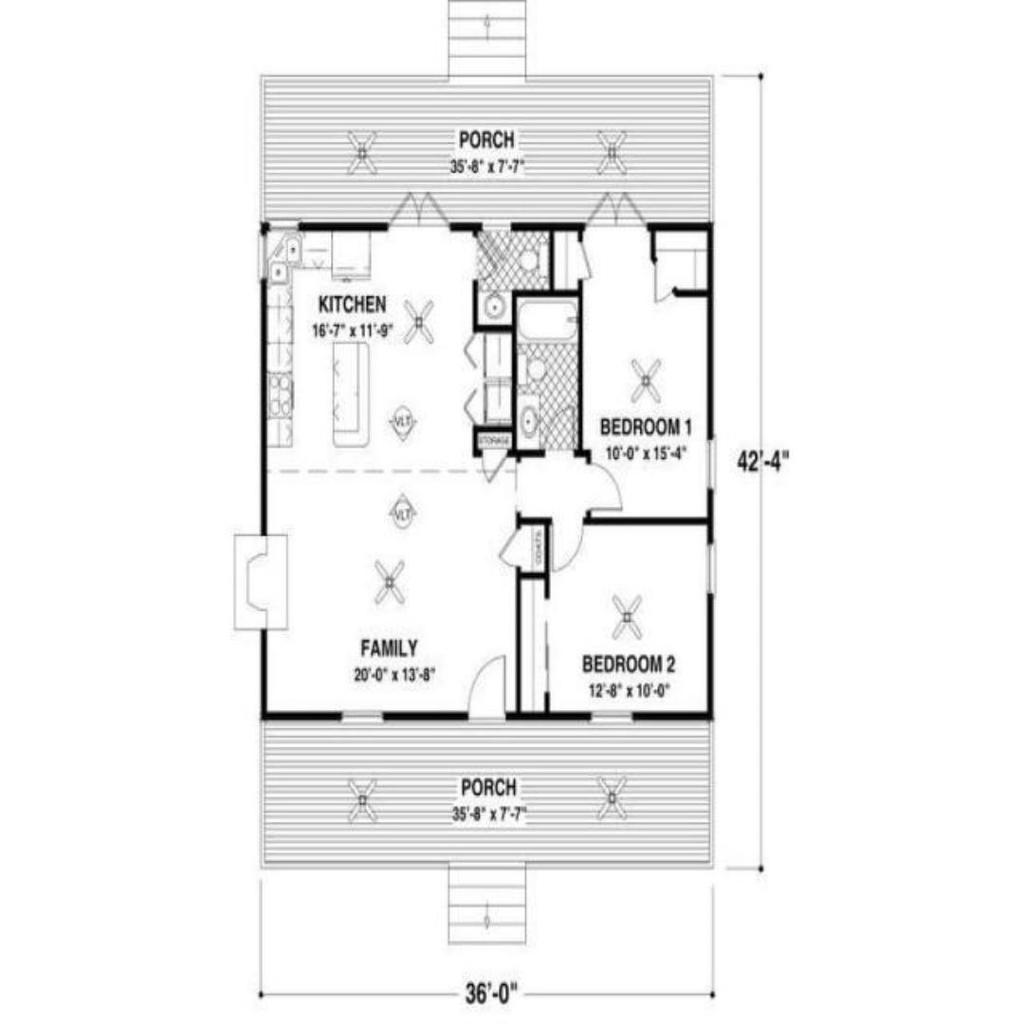 PORCH
35'-8" x 7'-7"
KITCHEN
16'-7" x 11'-9"
VLT
STORAGE
BEDROOM 1
10'-0" x 15'-4"
42'-4"
VLT
COATS
FAMILY
20'-0" x 13'-8"
BEDROOM 2
12'-8" x 10'-0"
PORCH
35'-8" x 7'-7"
36'-0"